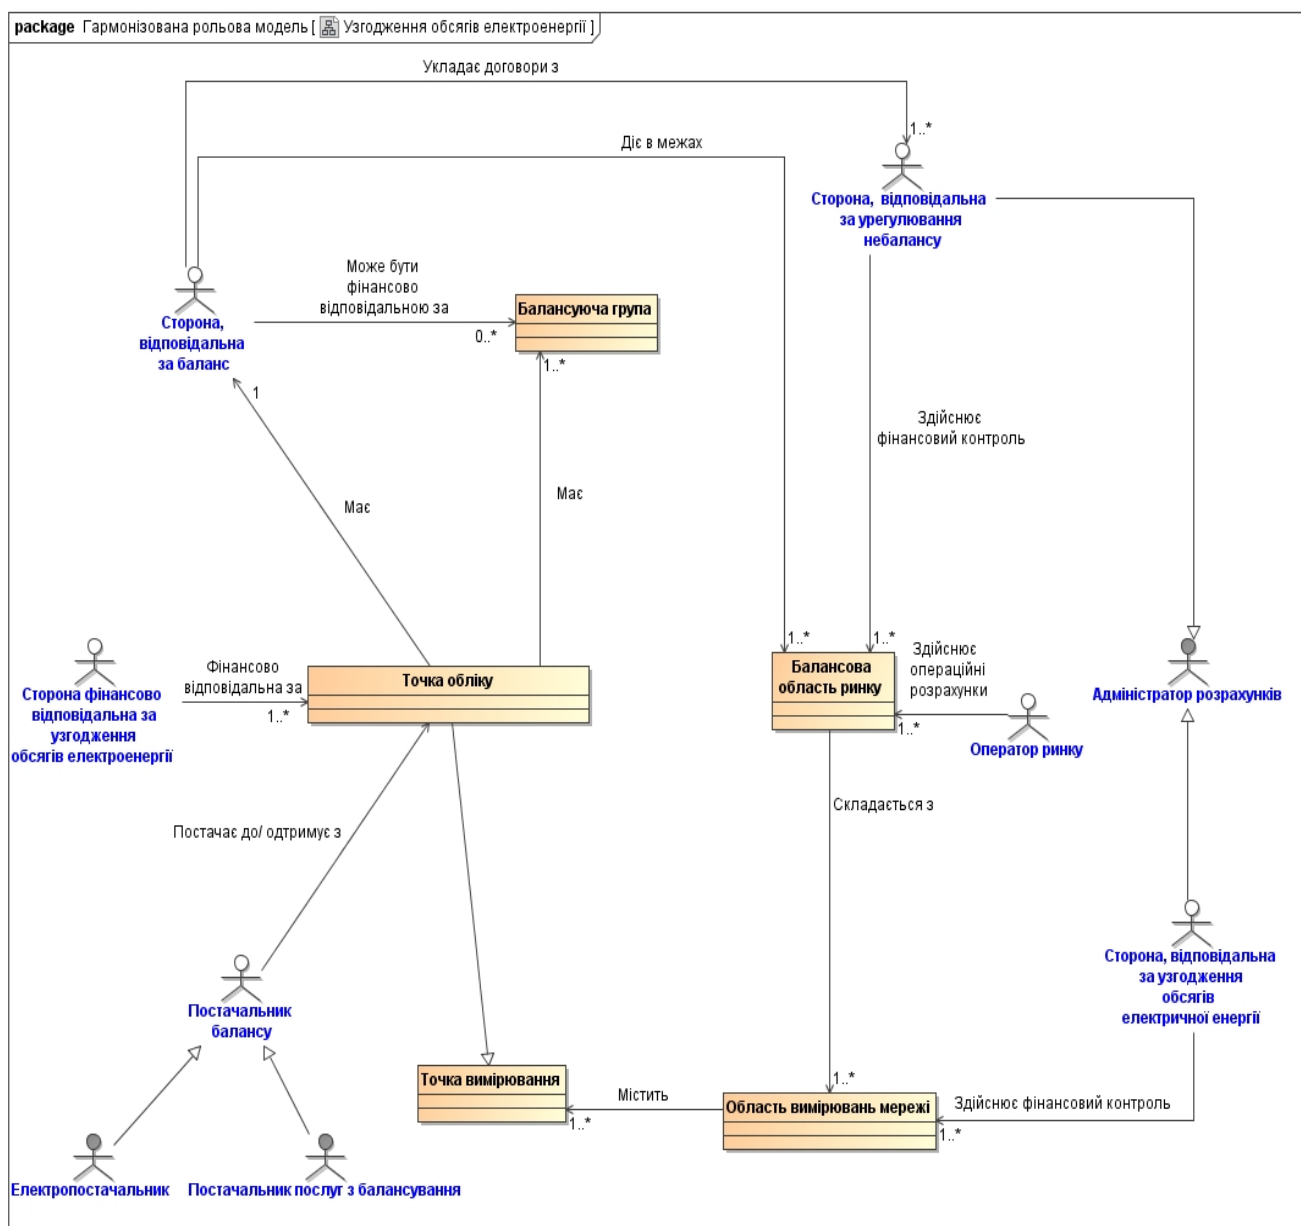 package Гармонізована рольова модель [ Узгодження обсягів електроенергії ]
Укладає договори з
1..*
Діє в межах
Сторона, відповідальна
за урегулювання
небалансу
Може бути
фінансово
відповідальною за
0..*
Балансуюча група
1..*
Сторона,
відповідальна
за баланс
1
Здійснює
фінансовий контроль
Має
Має
1..*
1..*
Сторона фінансово
відповідальна за
узгодження
обсягів електроенергії
Фінансово
відповідальна за
1..*
Точка обліку
Балансова
область ринку
Здійснює
операційні
розрахунки
1..*
Оператор ринку
Адміністратор розрахунків
Складається з
Постачає до/ одтримує з
Сторона, відповідальна
за узгодження
обсягів
електричної енергії
Постачальник
балансу
Точка вимірювання
1..*
Містить
1..*
Область вимірювань мережі
Здійснює фінансовий контроль
1..*
Електропостачальник
Постачальник послуг з балансування